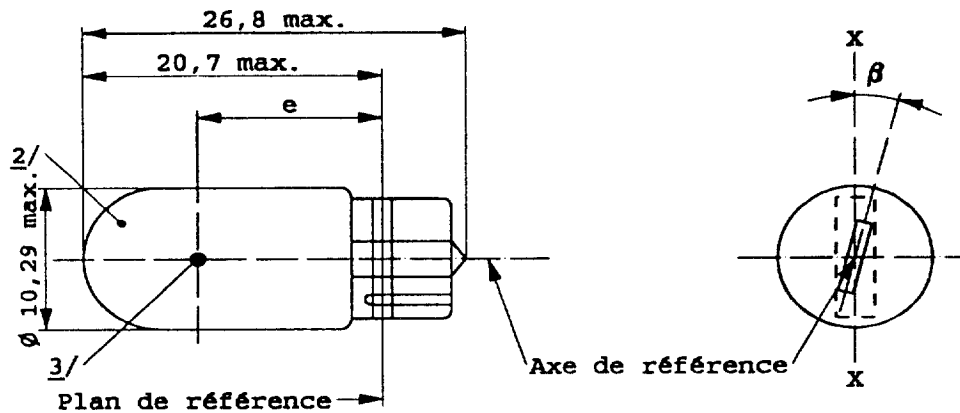 26,8 max.
20,7 max.
e
2/
Ø 10,29 max.
3/
Plan de référence
x
β
Axe de référence
x